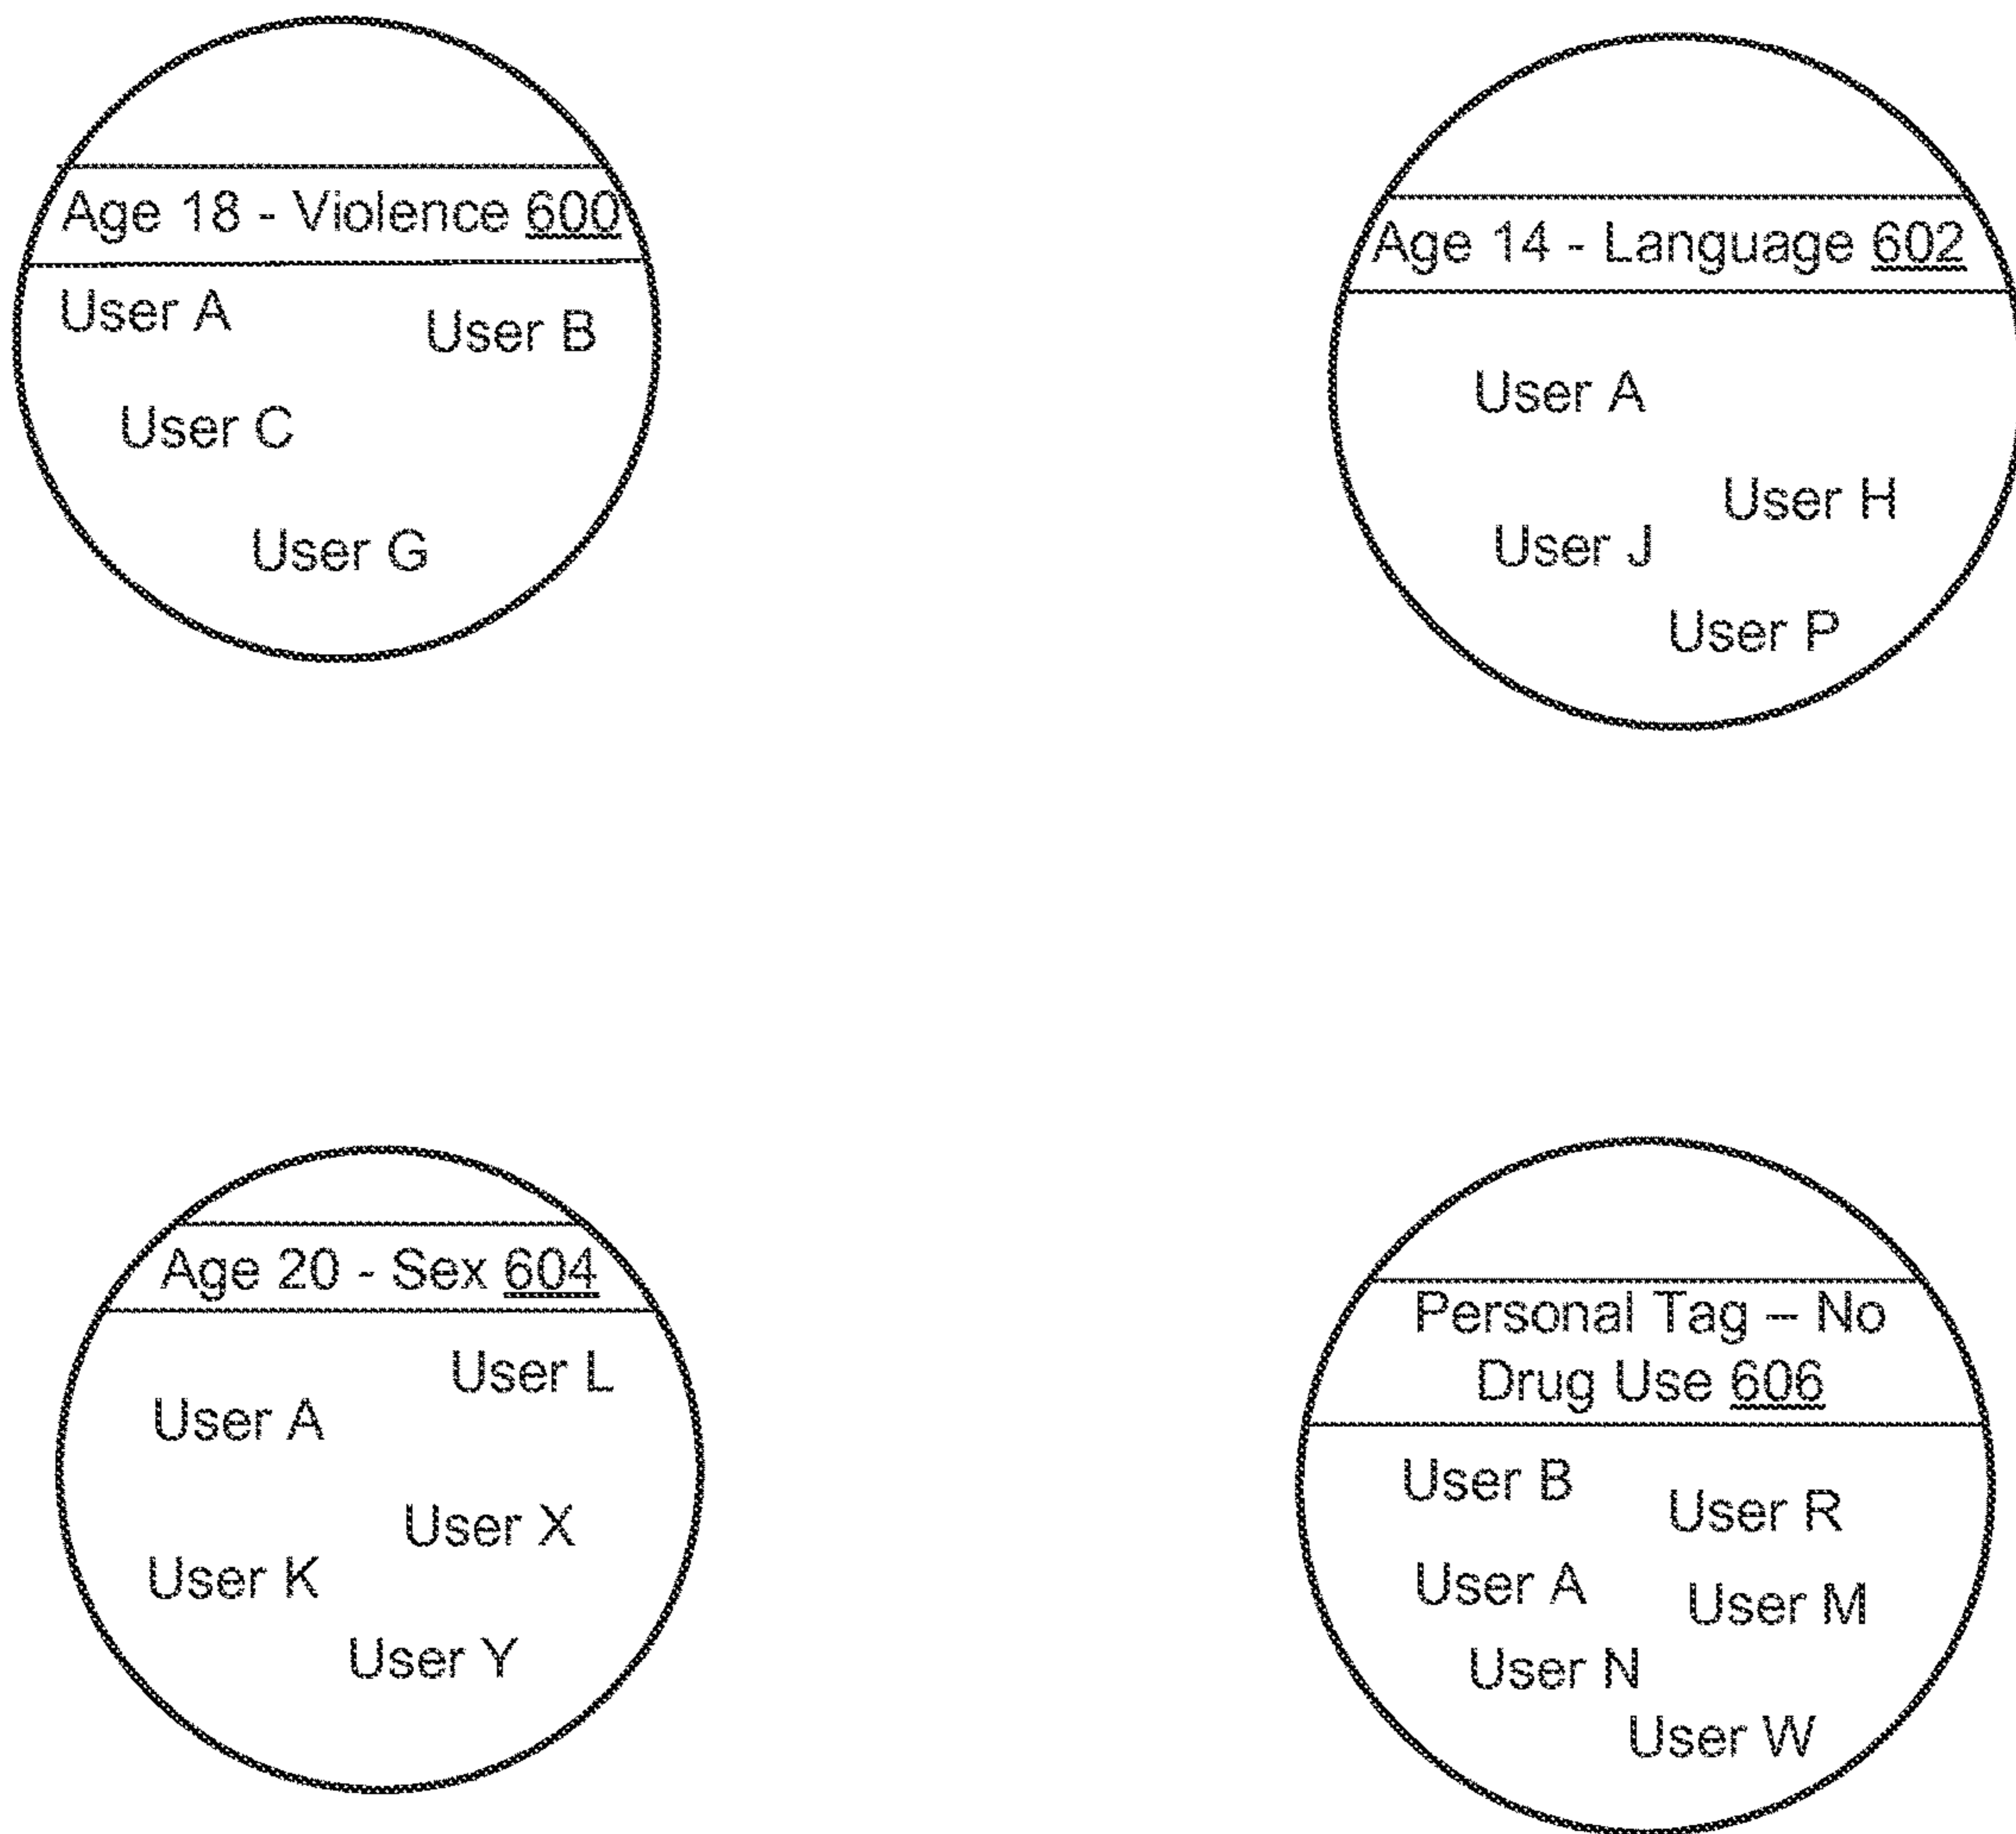 Age 18 - Violence 600
User A
User B
User C
User G
Age 14 - Language 602
User A
User H
User J
User P
Age 20 - Sex 604
User L
User A
User X
User K
User Y
Personal Tag – No
Drug Use 606
User B
User R
User A
User M
User N
User W